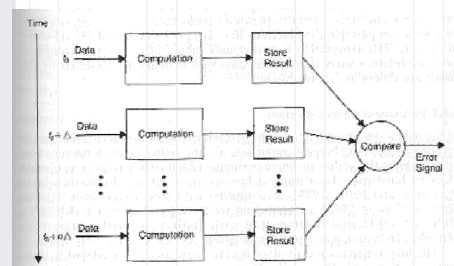 Time
Data
t₀
Computation
Store
Result
Data
t₀ + Δ
Computation
Store
Result
Compare
Error
Signal
Data
t₀ + nΔ
Computation
Store
Result